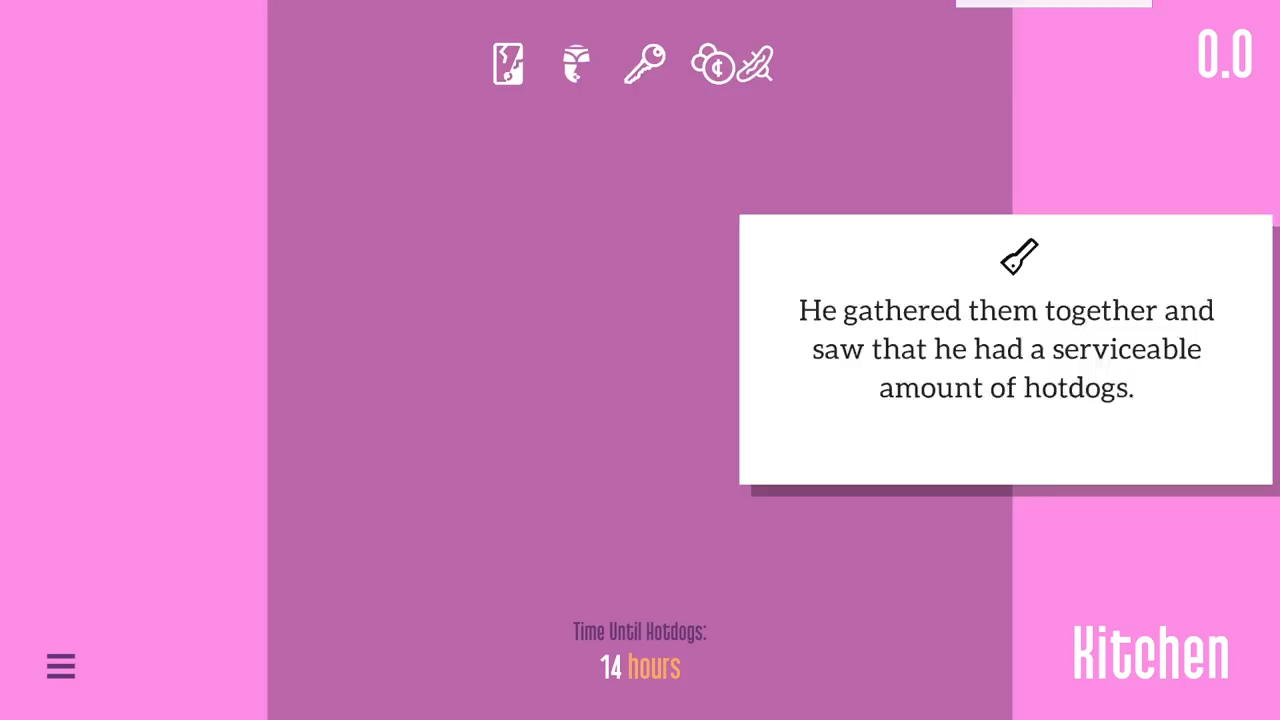 0.0
He gathered them together and
saw that he had a serviceable
amount of hotdogs.
Time Until Hotdogs:
14 hours
Kitchen